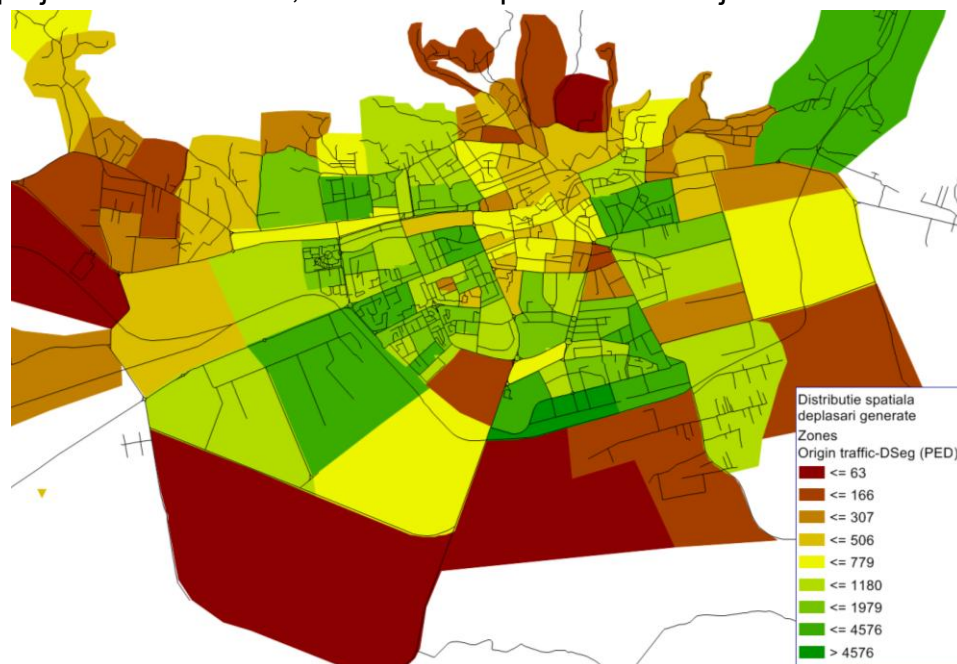 Distributie spatiala
deplasari generate
Zones
Origin traffic-DSeg (PED)
<= 63
<= 166
<= 307
<= 506
<= 779
<= 1180
<= 1979
<= 4576
> 4576